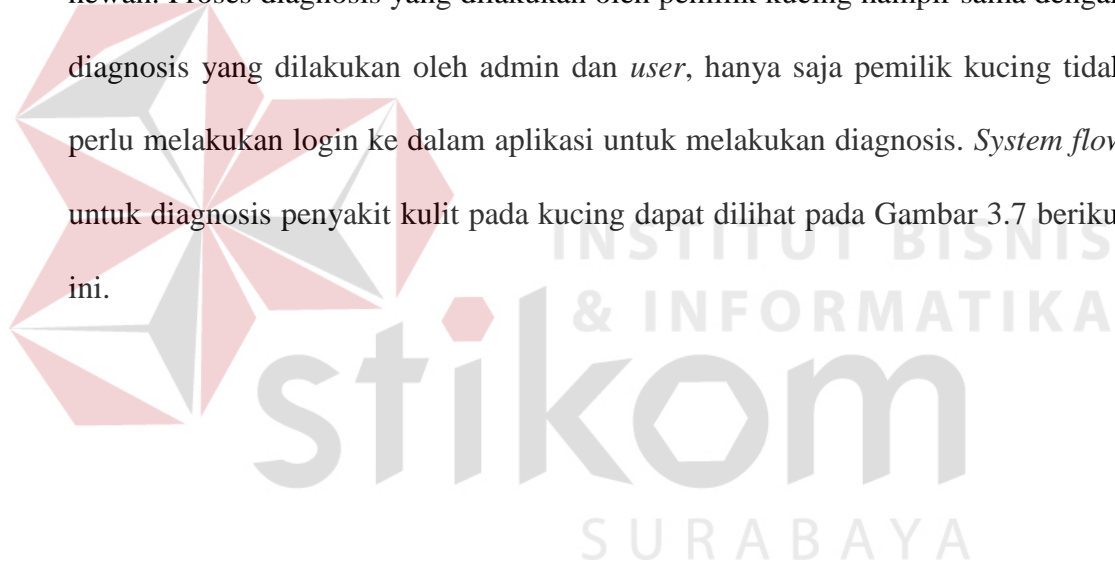 hewan. Proses diagnosis yang dilakukan oleh pemilik kucing hampir sama dengan
diagnosis yang dilakukan oleh admin dan user, hanya saja pemilik kucing tidak
perlu melakukan login ke dalam aplikasi untuk melakukan diagnosis. System flow
untuk diagnosis penyakit kulit pada kucing dapat dilihat pada Gambar 3.7 berikut
ini.
INSTITUT BISNIS
& INFORMATIKA
stikom
SURABAYA